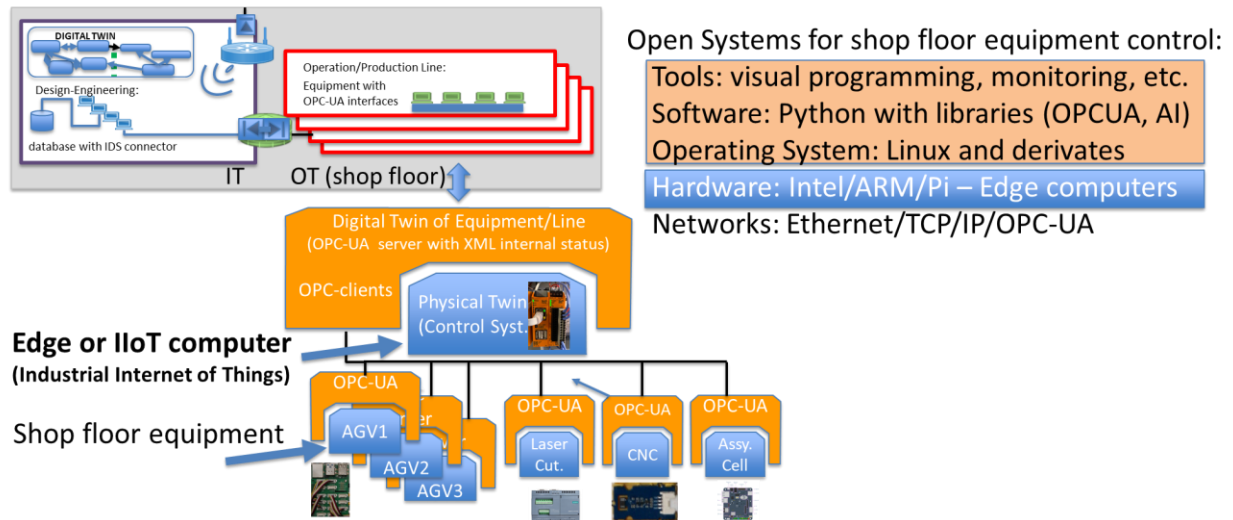 DIGITAL TWIN
Design-Engineering:
database with IDS connector
Operation/Production Line:
Equipment with
OPC-UA interfaces
IT
OT (shop floor)
Open Systems for shop floor equipment control:
Tools: visual programming, monitoring, etc.
Software: Python with libraries (OPCUA, AI)
Operating System: Linux and derivates
Hardware: Intel/ARM/Pi – Edge computers
Networks: Ethernet/TCP/IP/OPC-UA
Digital Twin of Equipment/Line
(OPC-UA server with XML internal status)
OPC-clients
Physical Twin
(Control Syst.
Edge or IIoT computer
(Industrial Internet of Things)
Shop floor equipment
OPC-UA
AGV1
AGV2
AGV3
OPC-UA
Laser
Cut.
OPC-UA
CNC
OPC-UA
Assy.
Cell